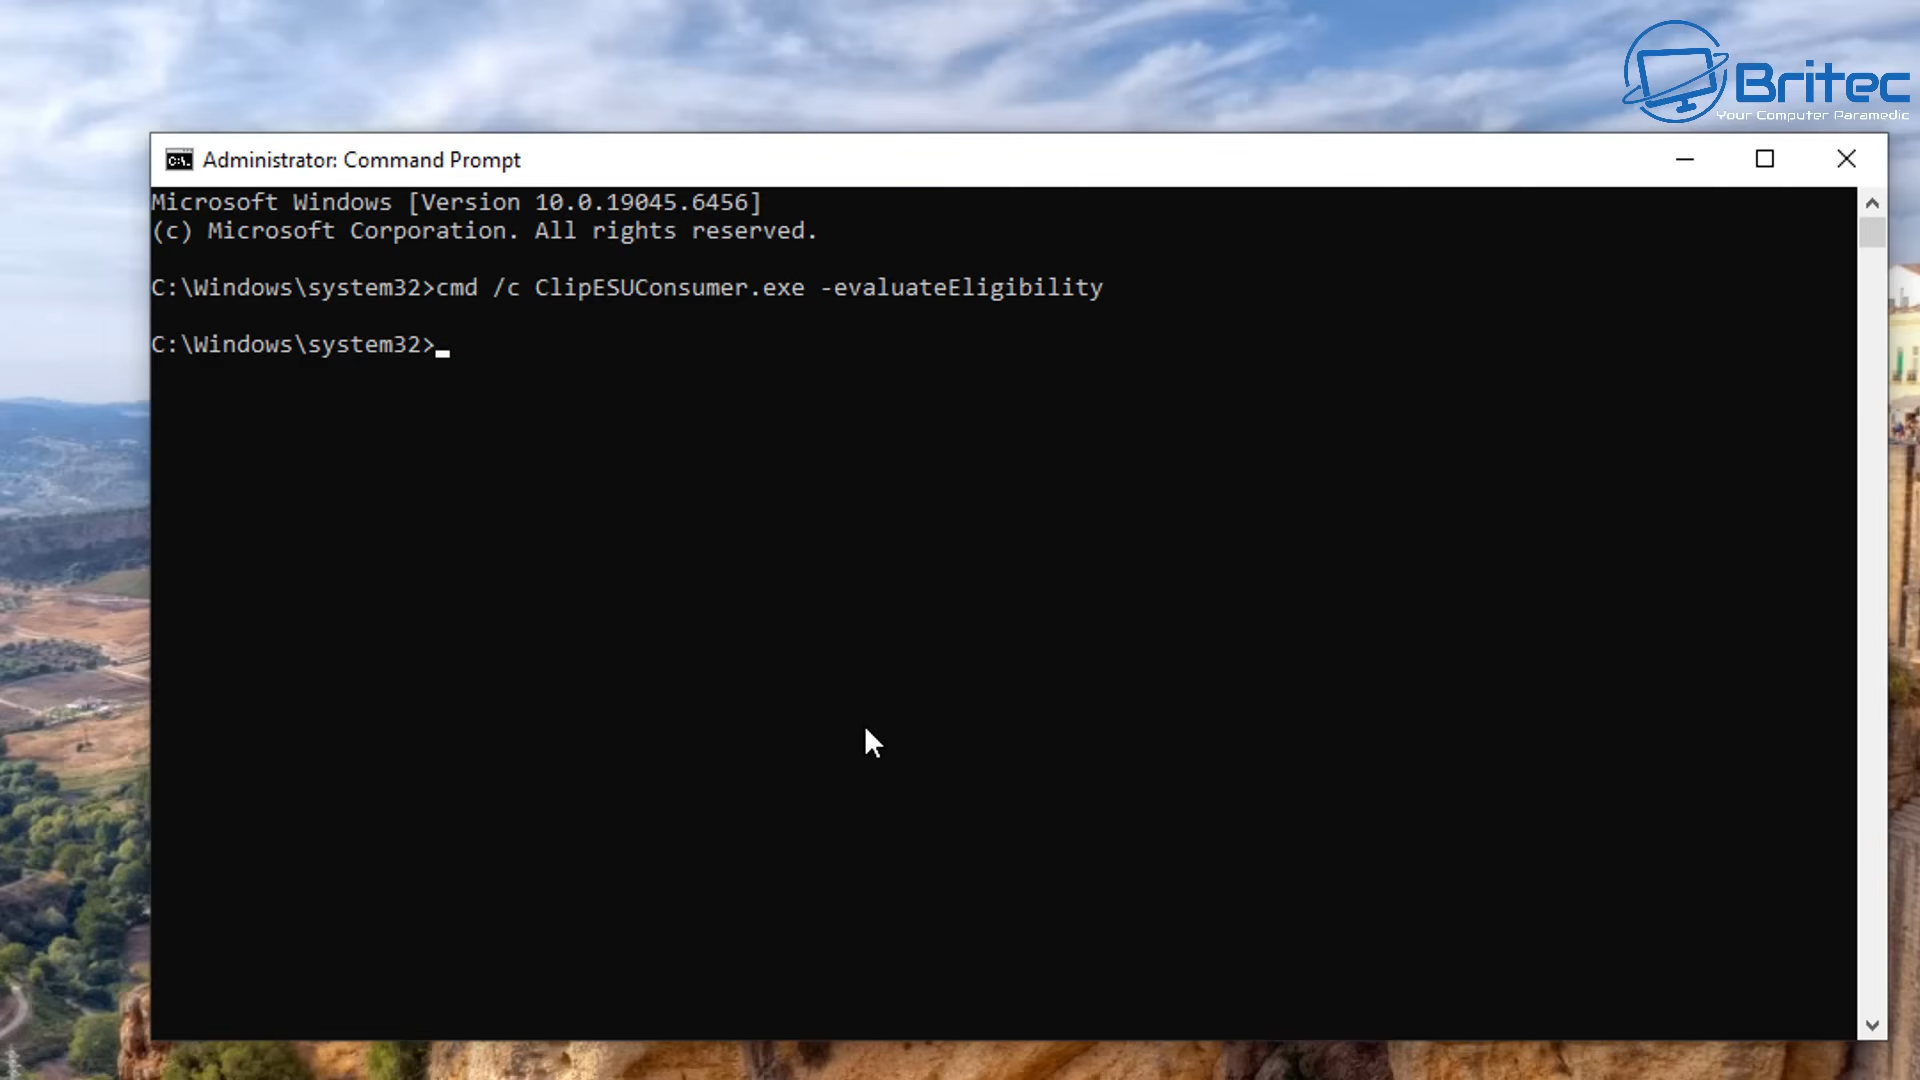 Britec
Your Computer Paramedic
Administrator: Command Prompt
Microsoft Windows [Version 10.0.19045.6456]
(c) Microsoft Corporation. All rights reserved.
C:\Windows\system32>cmd /c ClipESUConsumer.exe -evaluateEligibility
C:\Windows\system32>